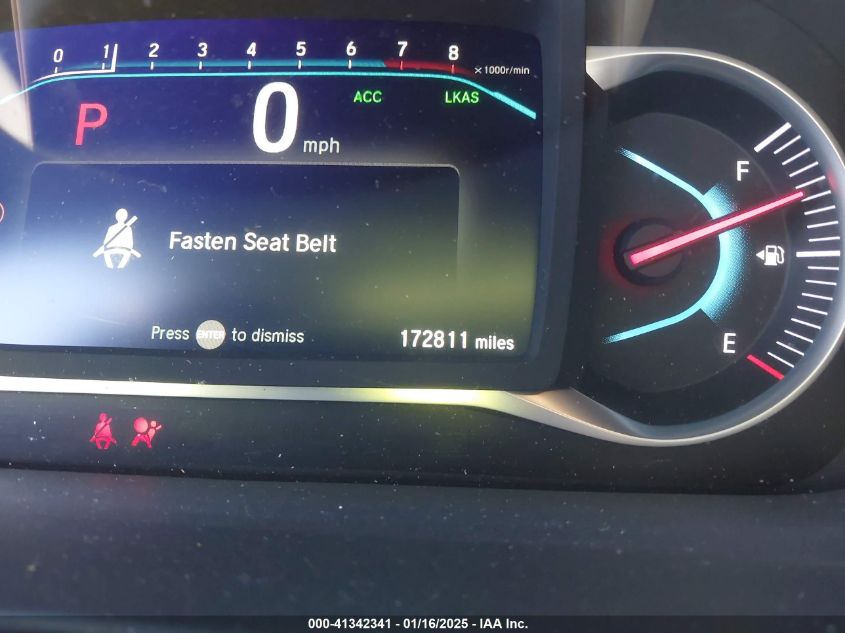 0 1 2 3 4 5 6 7 8
x1000r/min
P 0 mph
ACC LKAS
F
Fasten Seat Belt
E
Press ENTER to dismiss
172811 miles
000-41342341 - 01/16/2025 - IAA Inc.